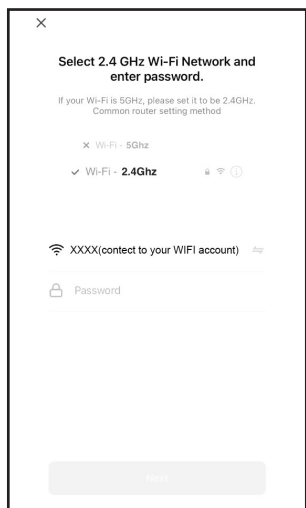 Select 2.4 GHz Wi-Fi Network and
enter password.
If your Wi-Fi is 5GHz, please set it to be 2.4GHz.
Common router setting method
Wi-Fi - 5Ghz
Wi-Fi - 2.4Ghz
XXXX(contect to your WIFI account)
Password
Next